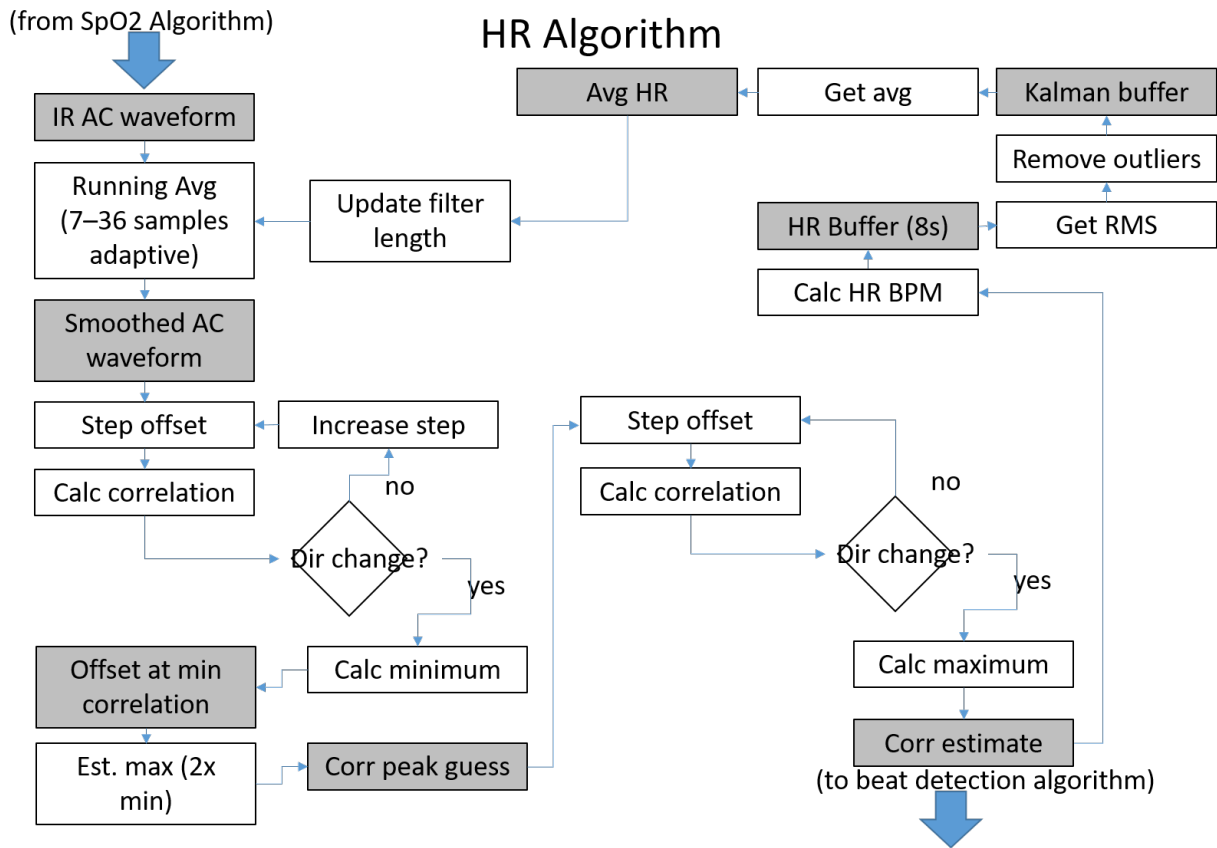 (from SpO2 Algorithm)
HR Algorithm
IR AC waveform
Avg HR
Get avg
Kalman buffer
Remove outliers
Running Avg
(7–36 samples
adaptive)
Update filter
length
HR Buffer (8s)
Get RMS
Calc HR BPM
Smoothed AC
waveform
Step offset
Increase step
Calc correlation
no
Dir change?
yes
Calc minimum
Offset at min
correlation
Est. max (2x
min)
Corr peak guess
Step offset
Calc correlation
no
Dir change?
yes
Calc maximum
Corr estimate
(to beat detection algorithm)